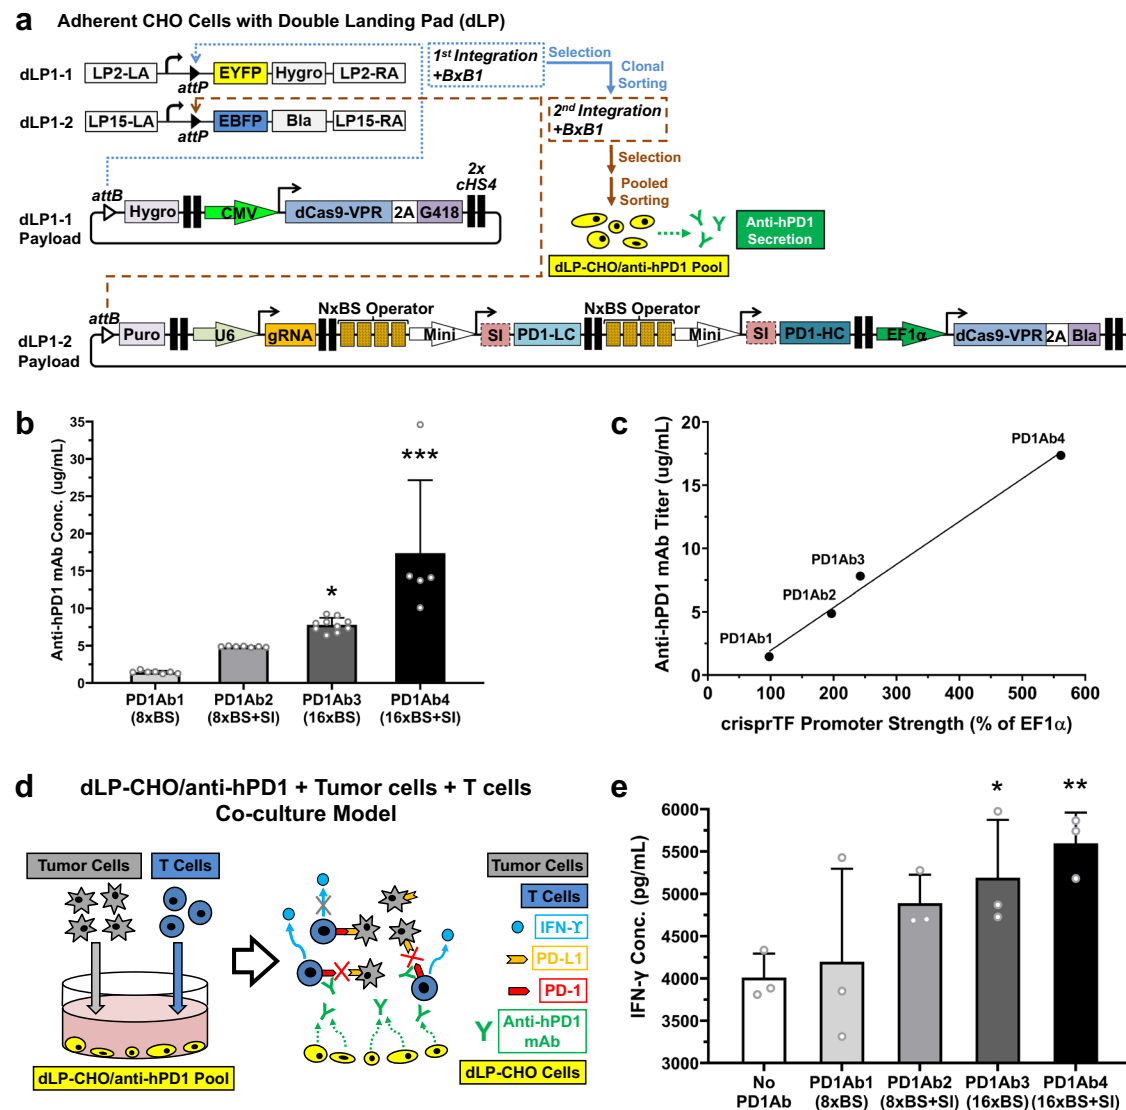 a
Adherent CHO Cells with Double Landing Pad (dLP)
dLP1-1
LP2-LA
attP
EYFP
Hygro
LP2-RA
dLP1-2
LP15-LA
attP
EBFP
Bla
LP15-RA
1st Integration
+BxB1
Selection
Clonal
Sorting
2nd Integration
+BxB1
Selection
Pooled
Sorting
Anti-hPD1
Secretion
dLP-CHO/anti-hPD1 Pool
dLP1-1
Payload
attB
Hygro
CMV
dCas9-VPR
2A
G418
2x
cHS4
dLP1-2
Payload
attB
Puro
U6
gRNA
NxBS Operator
Mini
SI
PD1-LC
NxBS Operator
Mini
SI
PD1-HC
EF1α
dCas9-VPR
2A
Bla
b
Anti-hPD1 mAb Conc. (ug/mL)
35
30
25
20
15
10
5
0
*
***
PD1Ab1
(8xBS)
PD1Ab2
(8xBS+SI)
PD1Ab3
(16xBS)
PD1Ab4
(16xBS+SI)
c
Anti-hPD1 mAb Titer (ug/mL)
20
15
10
5
0
PD1Ab1
PD1Ab2
PD1Ab3
PD1Ab4
0
100
200
300
400
500
600
crisprTF Promoter Strength (% of EF1α)
d
dLP-CHO/anti-hPD1 + Tumor cells + T cells
Co-culture Model
Tumor Cells
T Cells
dLP-CHO/anti-hPD1 Pool
Tumor Cells
T Cells
IFN-ϒ
PD-L1
PD-1
Anti-hPD1
mAb
dLP-CHO Cells
e
IFN-γ Conc. (pg/mL)
6000
5500
5000
4500
4000
3500
3000
*
**
No
PD1Ab
PD1Ab1
(8xBS)
PD1Ab2
(8xBS+SI)
PD1Ab3
(16xBS)
PD1Ab4
(16xBS+SI)